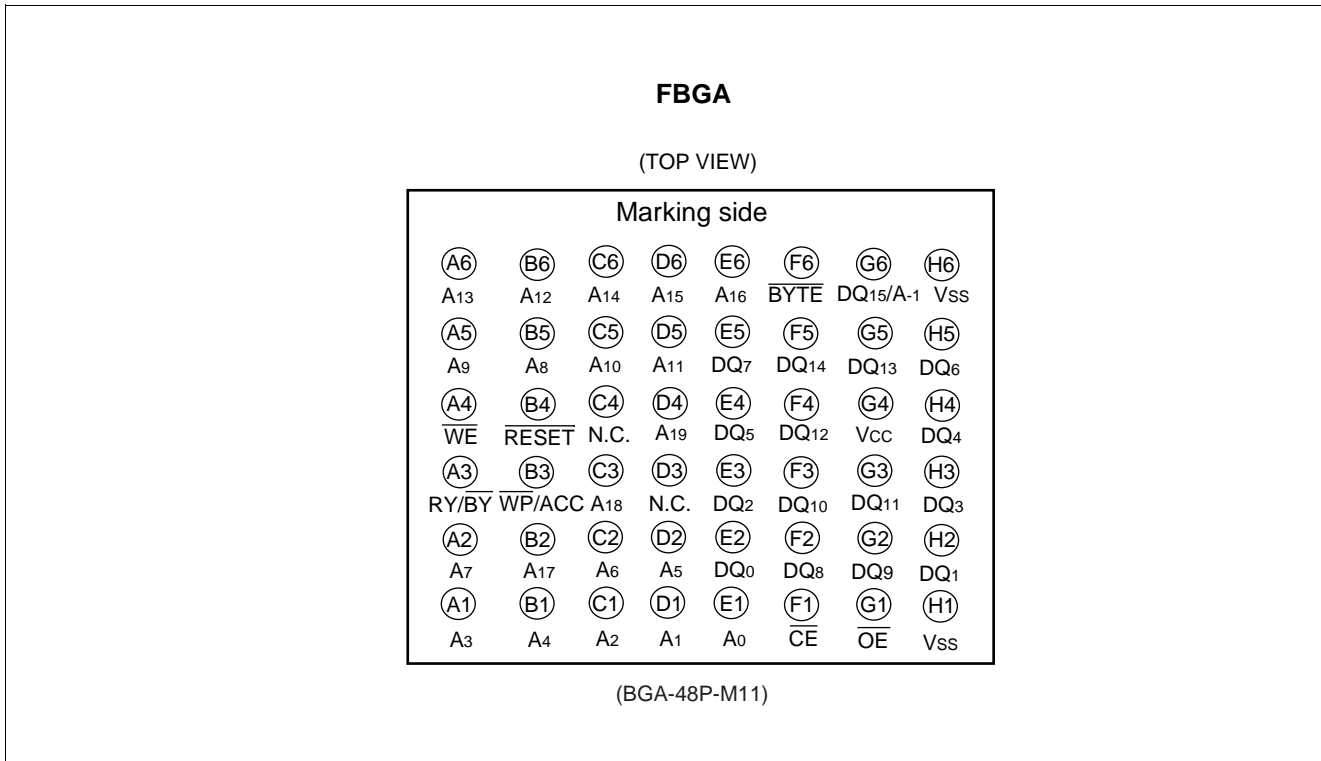 FBGA
(TOP VIEW)
Marking side
A6 B6 C6 D6 E6 F6 G6 H6
A13 A12 A14 A15 A16 BYTE DQ15/A-1 VSS
A5 B5 C5 D5 E5 F5 G5 H5
A9 A8 A10 A11 DQ7 DQ14 DQ13 DQ6
A4 B4 C4 D4 E4 F4 G4 H4
WE RESET N.C. A19 DQ5 DQ12 VCC DQ4
A3 B3 C3 D3 E3 F3 G3 H3
RY/BY WP/ACC A18 N.C. DQ2 DQ10 DQ11 DQ3
A2 B2 C2 D2 E2 F2 G2 H2
A7 A17 A6 A5 DQ0 DQ8 DQ9 DQ1
A1 B1 C1 D1 E1 F1 G1 H1
A3 A4 A2 A1 A0 CE OE VSS
(BGA-48P-M11)